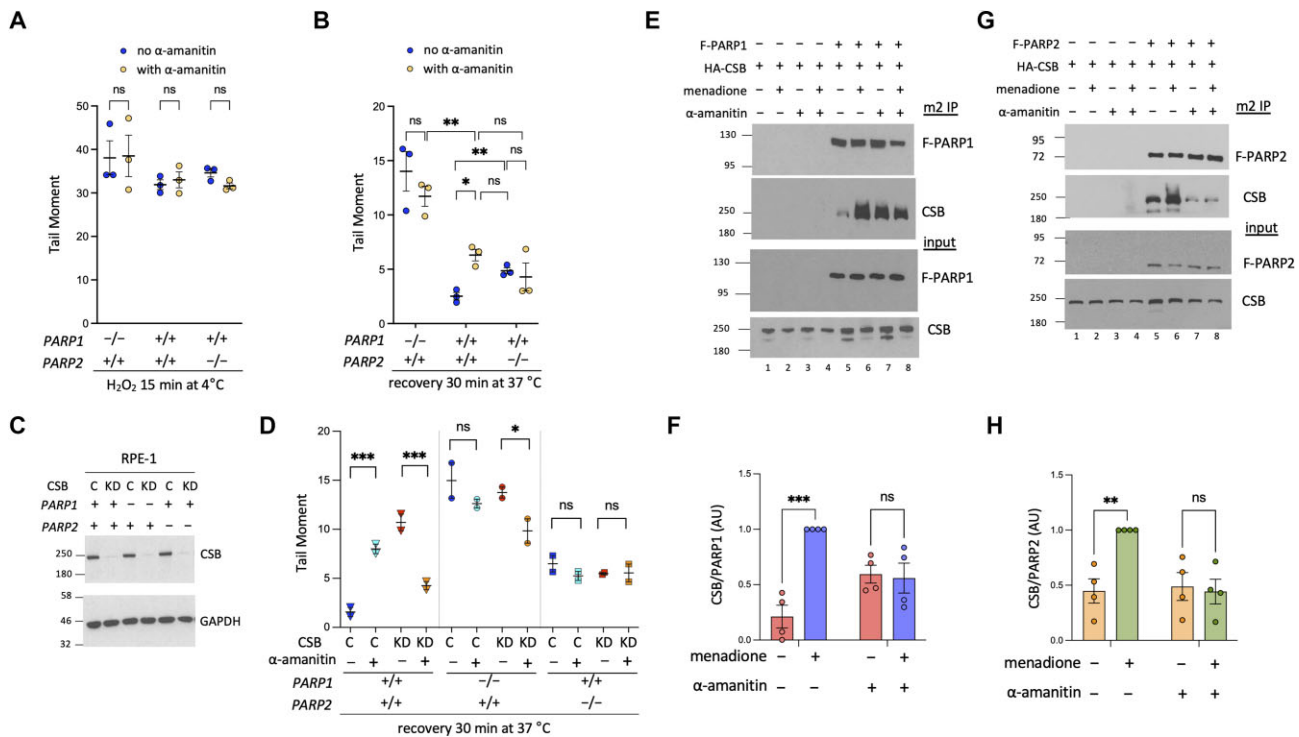 A
no α-amanitin
with α-amanitin
ns ns ns
Tail Moment
50
40
30
20
10
0
PARP1 −/− +/+ +/+
PARP2 +/+ +/+ −/−
H₂O₂ 15 min at 4°C
B
no α-amanitin
with α-amanitin
Tail Moment
20
15
10
5
0
ns ** ns
** ns
* ns
PARP1 −/− +/+ +/+
PARP2 +/+ +/+ −/−
recovery 30 min at 37 °C
C
RPE-1
CSB C KD C KD C KD
PARP1 + + − − + +
PARP2 + + + + − −
250
180
CSB
58
46
32
GAPDH
D
Tail Moment
20
15
10
5
0
*** *** ns * ns ns
CSB C C KD KD C C KD KD C C KD KD
α-amanitin − + − + − + − + − + − +
PARP1 +/+ −/− +/+
PARP2 +/+ +/+ −/−
recovery 30 min at 37 °C
E
F-PARP1 − − − − + + + +
HA-CSB + + + + + + + +
menadione − + − + − + − +
α-amanitin − − + + − − + + m2 IP
130
95
F-PARP1
250
180
CSB
input
130
95
F-PARP1
250
180
CSB
1 2 3 4 5 6 7 8
F
CSB/PARP1 (AU)
1.5
1.0
0.5
0.0
*** ns
menadione − + − +
α-amanitin − − + +
G
F-PARP2 − − − − + + + +
HA-CSB + + + + + + + +
menadione − + − + − + − +
α-amanitin − − + + − − + + m2 IP
95
72
F-PARP2
250
180
CSB
input
95
72
F-PARP2
250
180
CSB
1 2 3 4 5 6 7 8
H
CSB/PARP2 (AU)
1.5
1.0
0.5
0.0
** ns
menadione − + − +
α-amanitin − − + +